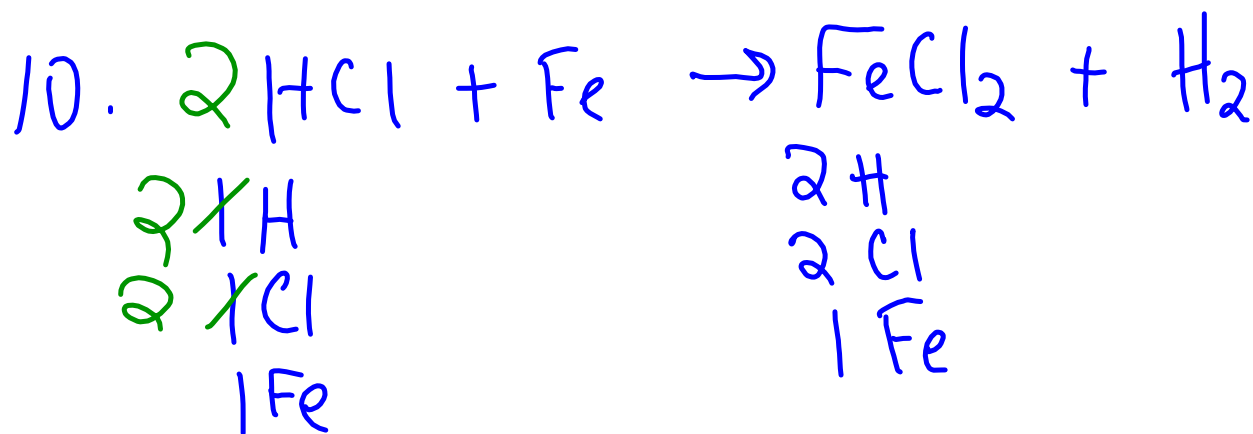 10. 2HCl + Fe → FeCl₂ + H₂
2 1 H 2 H
2 1 Cl 2 Cl
1 Fe 1 Fe